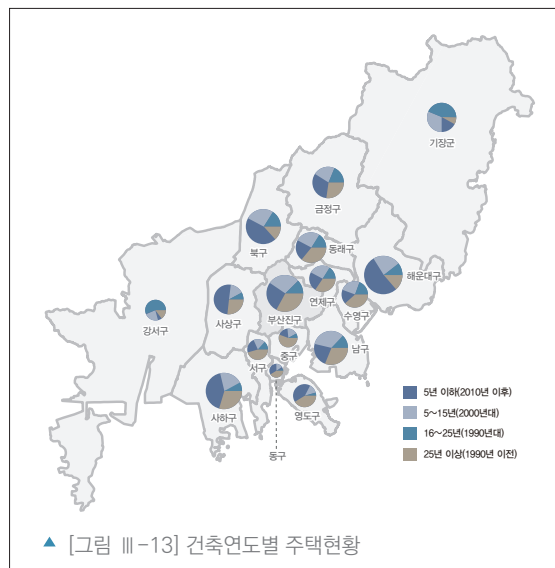 기장군
금정구
북구
동래구
해운대구
연제구
수영구
부산진구
사상구
강서구
중구
남구
서구
사하구
영도구
동구
5년 이하(2010년 이후)
5~15년(2000년대)
16~25년(1990년대)
25년 이상(1990년 이전)
▲ [그림 Ⅲ-13] 건축연도별 주택현황